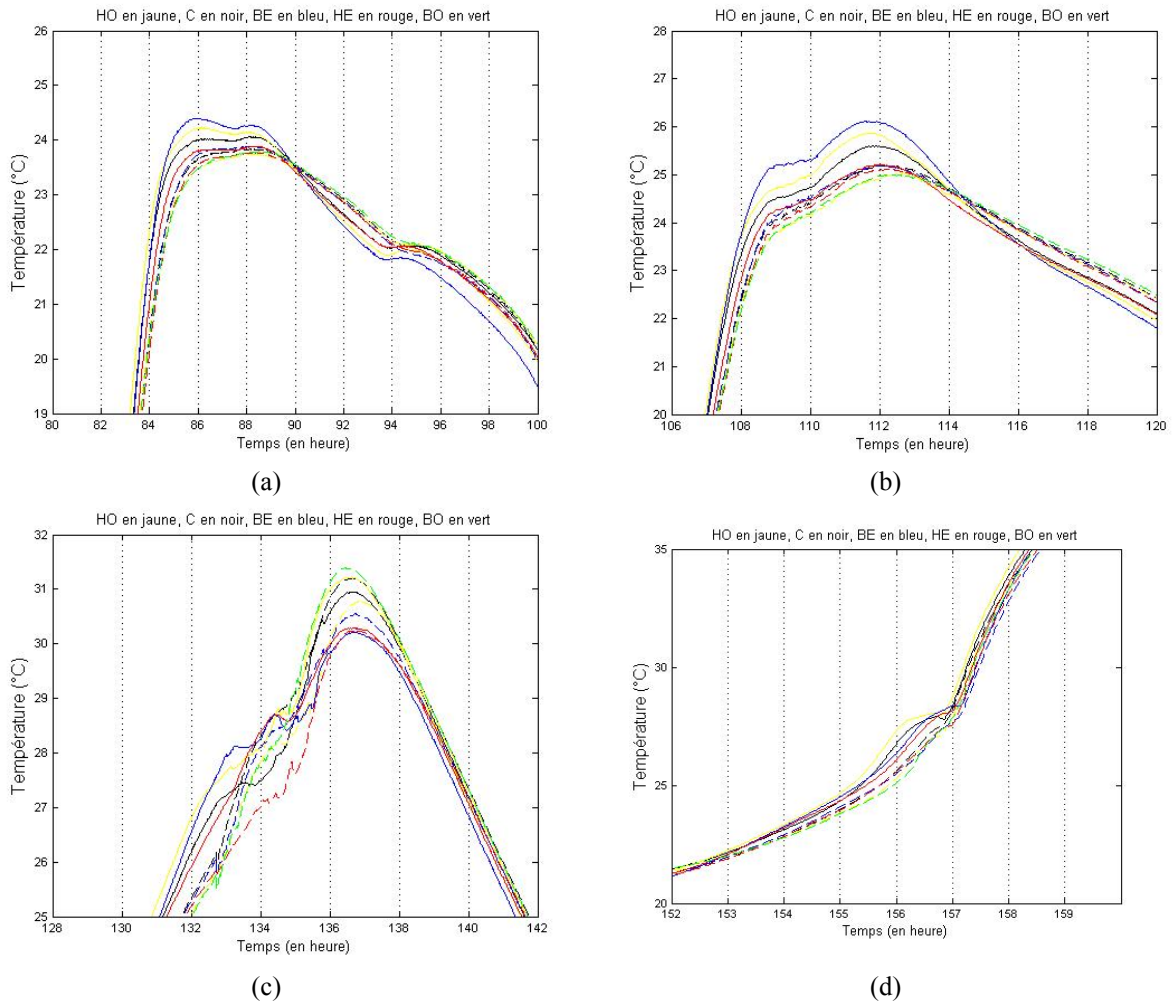 HO en jaune, C en noir, BE en bleu, HE en rouge, BO en vert
26
25
24
23
22
21
20
19
Température (°C)
80 82 84 86 88 90 92 94 96 98 100
Temps (en heure)
(a)
HO en jaune, C en noir, BE en bleu, HE en rouge, BO en vert
28
27
26
25
24
23
22
21
20
Température (°C)
106 108 110 112 114 116 118 120
Temps (en heure)
(b)
HO en jaune, C en noir, BE en bleu, HE en rouge, BO en vert
32
31
30
29
28
27
26
25
Température (°C)
128 130 132 134 136 138 140 142
Temps (en heure)
(c)
HO en jaune, C en noir, BE en bleu, HE en rouge, BO en vert
35
30
25
20
Température (°C)
152 153 154 155 156 157 158 159
Temps (en heure)
(d)